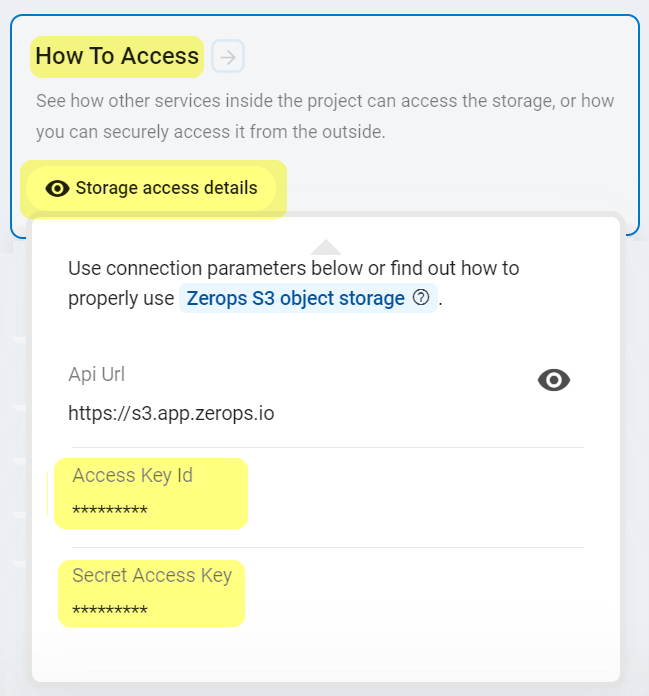 How To Access
See how other services inside the project can access the storage, or how
you can securely access it from the outside.
Storage access details
Use connection parameters below or find out how to
properly use Zerops S3 object storage ? .
Api Url
https://s3.app.zerops.io
Access Key Id
*********
Secret Access Key
*********